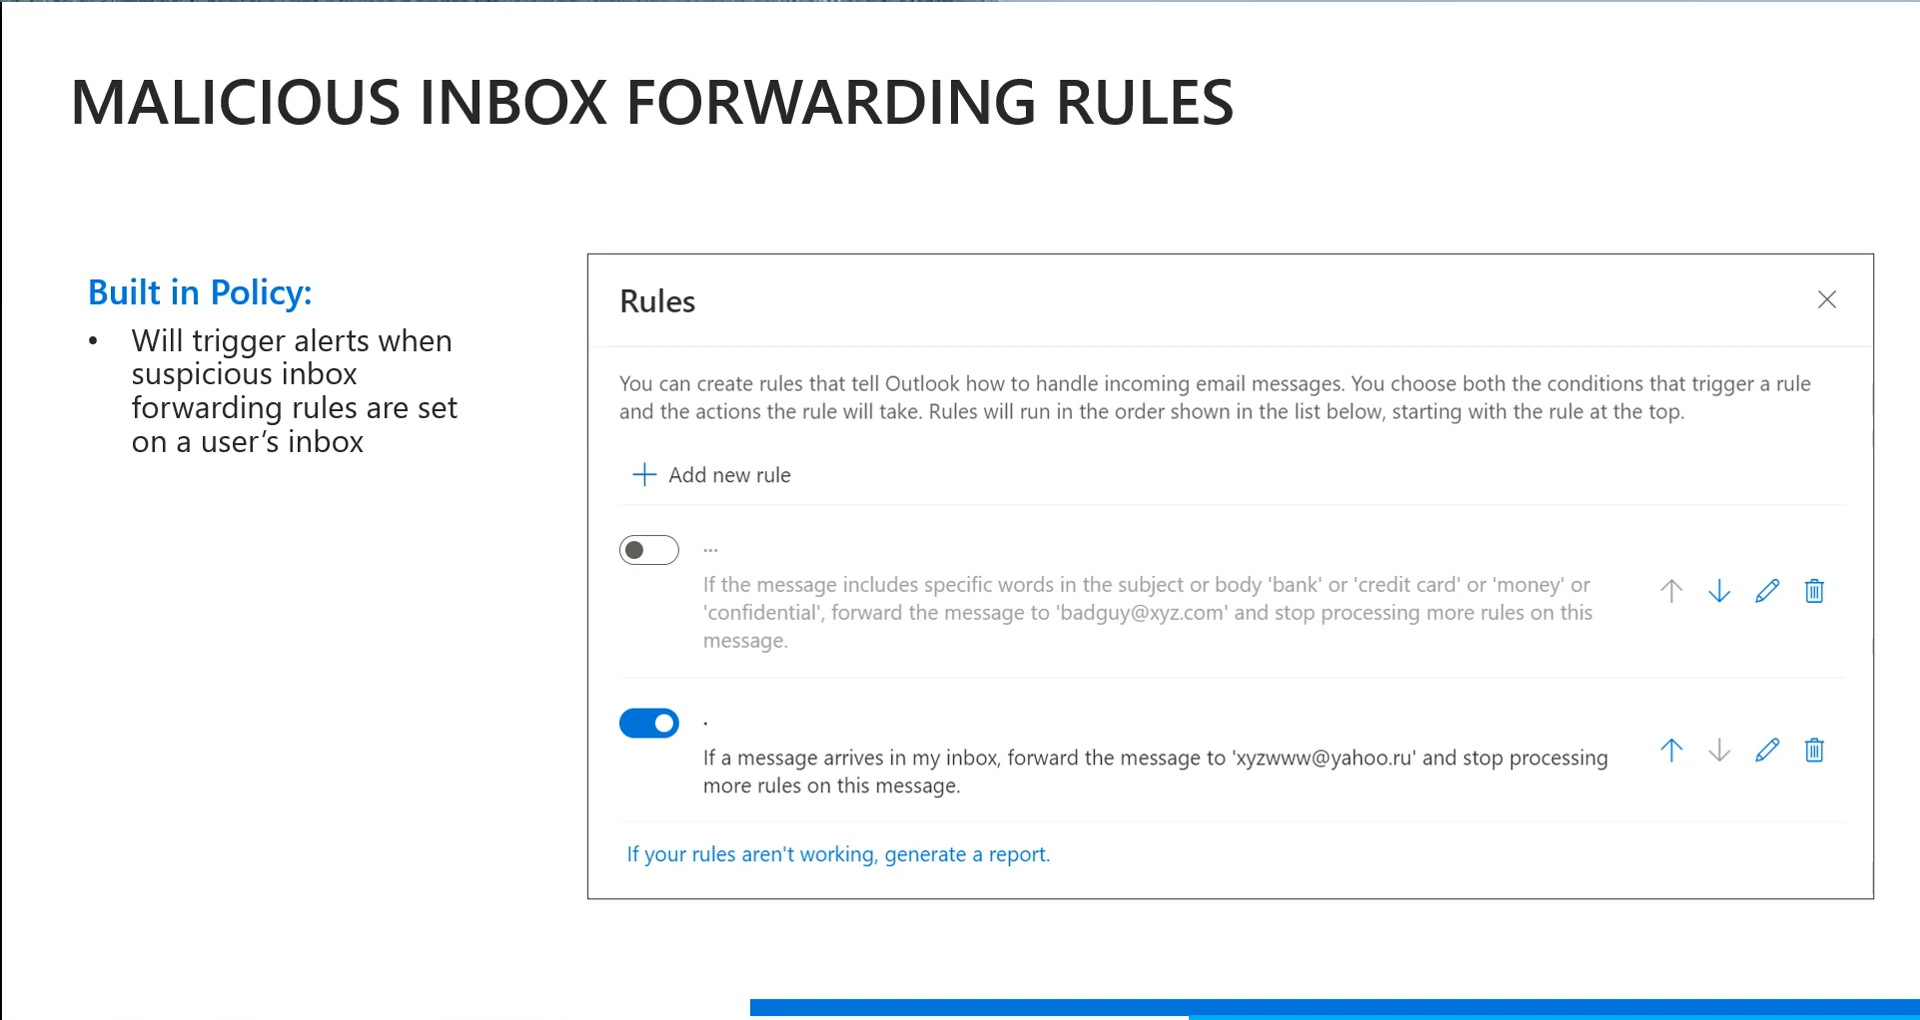 MALICIOUS INBOX FORWARDING RULES
Built in Policy:
• Will trigger alerts when
suspicious inbox
forwarding rules are set
on a user’s inbox
Rules
You can create rules that tell Outlook how to handle incoming email messages. You choose both the conditions that trigger a rule
and the actions the rule will take. Rules will run in the order shown in the list below, starting with the rule at the top.
Add new rule
...
If the message includes specific words in the subject or body 'bank' or 'credit card' or 'money' or
'confidential', forward the message to 'badguy@xyz.com' and stop processing more rules on this
message.
.
If a message arrives in my inbox, forward the message to 'xyzwww@yahoo.ru' and stop processing
more rules on this message.
If your rules aren't working, generate a report.